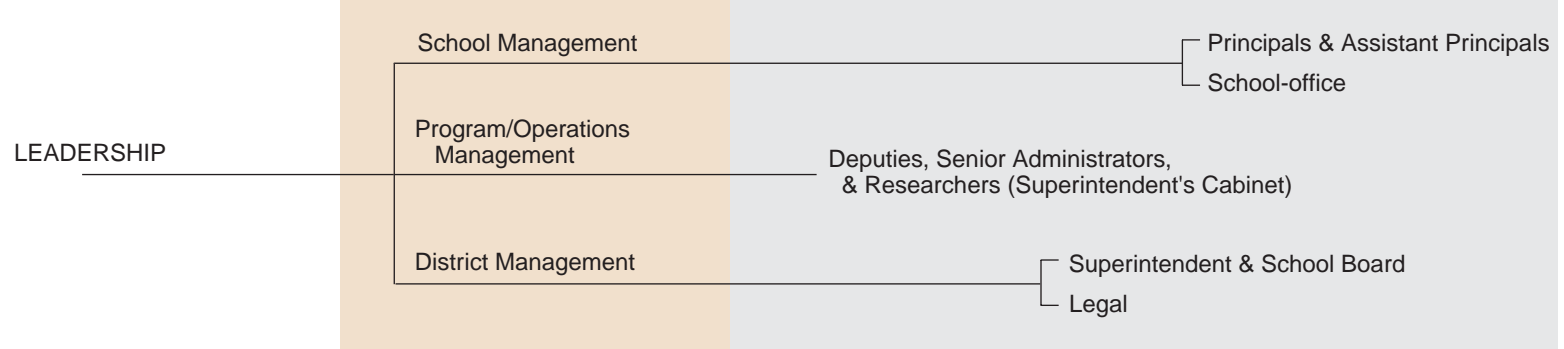 LEADERSHIP
School Management
Principals & Assistant Principals
School-office
Program/Operations
Management
Deputies, Senior Administrators,
& Researchers (Superintendent's Cabinet)
District Management
Superintendent & School Board
Legal